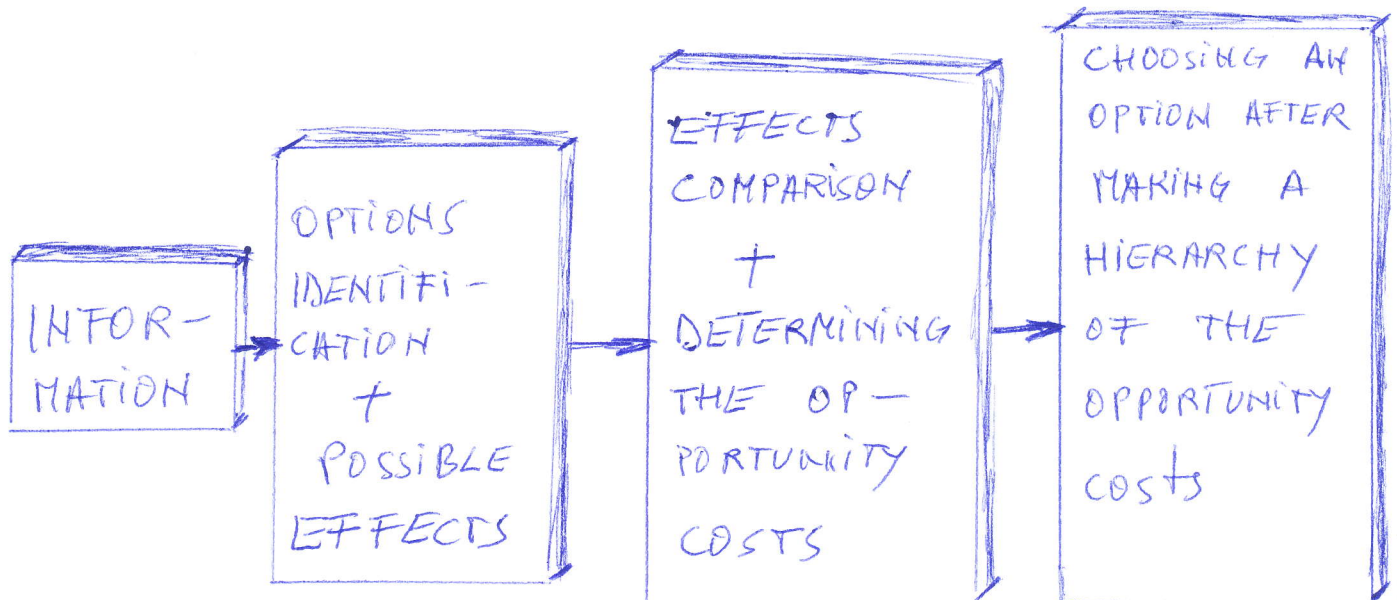 INFOR-
MATION
OPTIONS
IDENTIFI-
CATION
+
POSSIBLE
EFFECTS
EFFECTS
COMPARISON
+
DETERMINING
THE OP-
PORTUNITY
COSTS
CHOOSING AN
OPTION AFTER
MAKING A
HIERARCHY
OF THE
OPPORTUNITY
COSTS